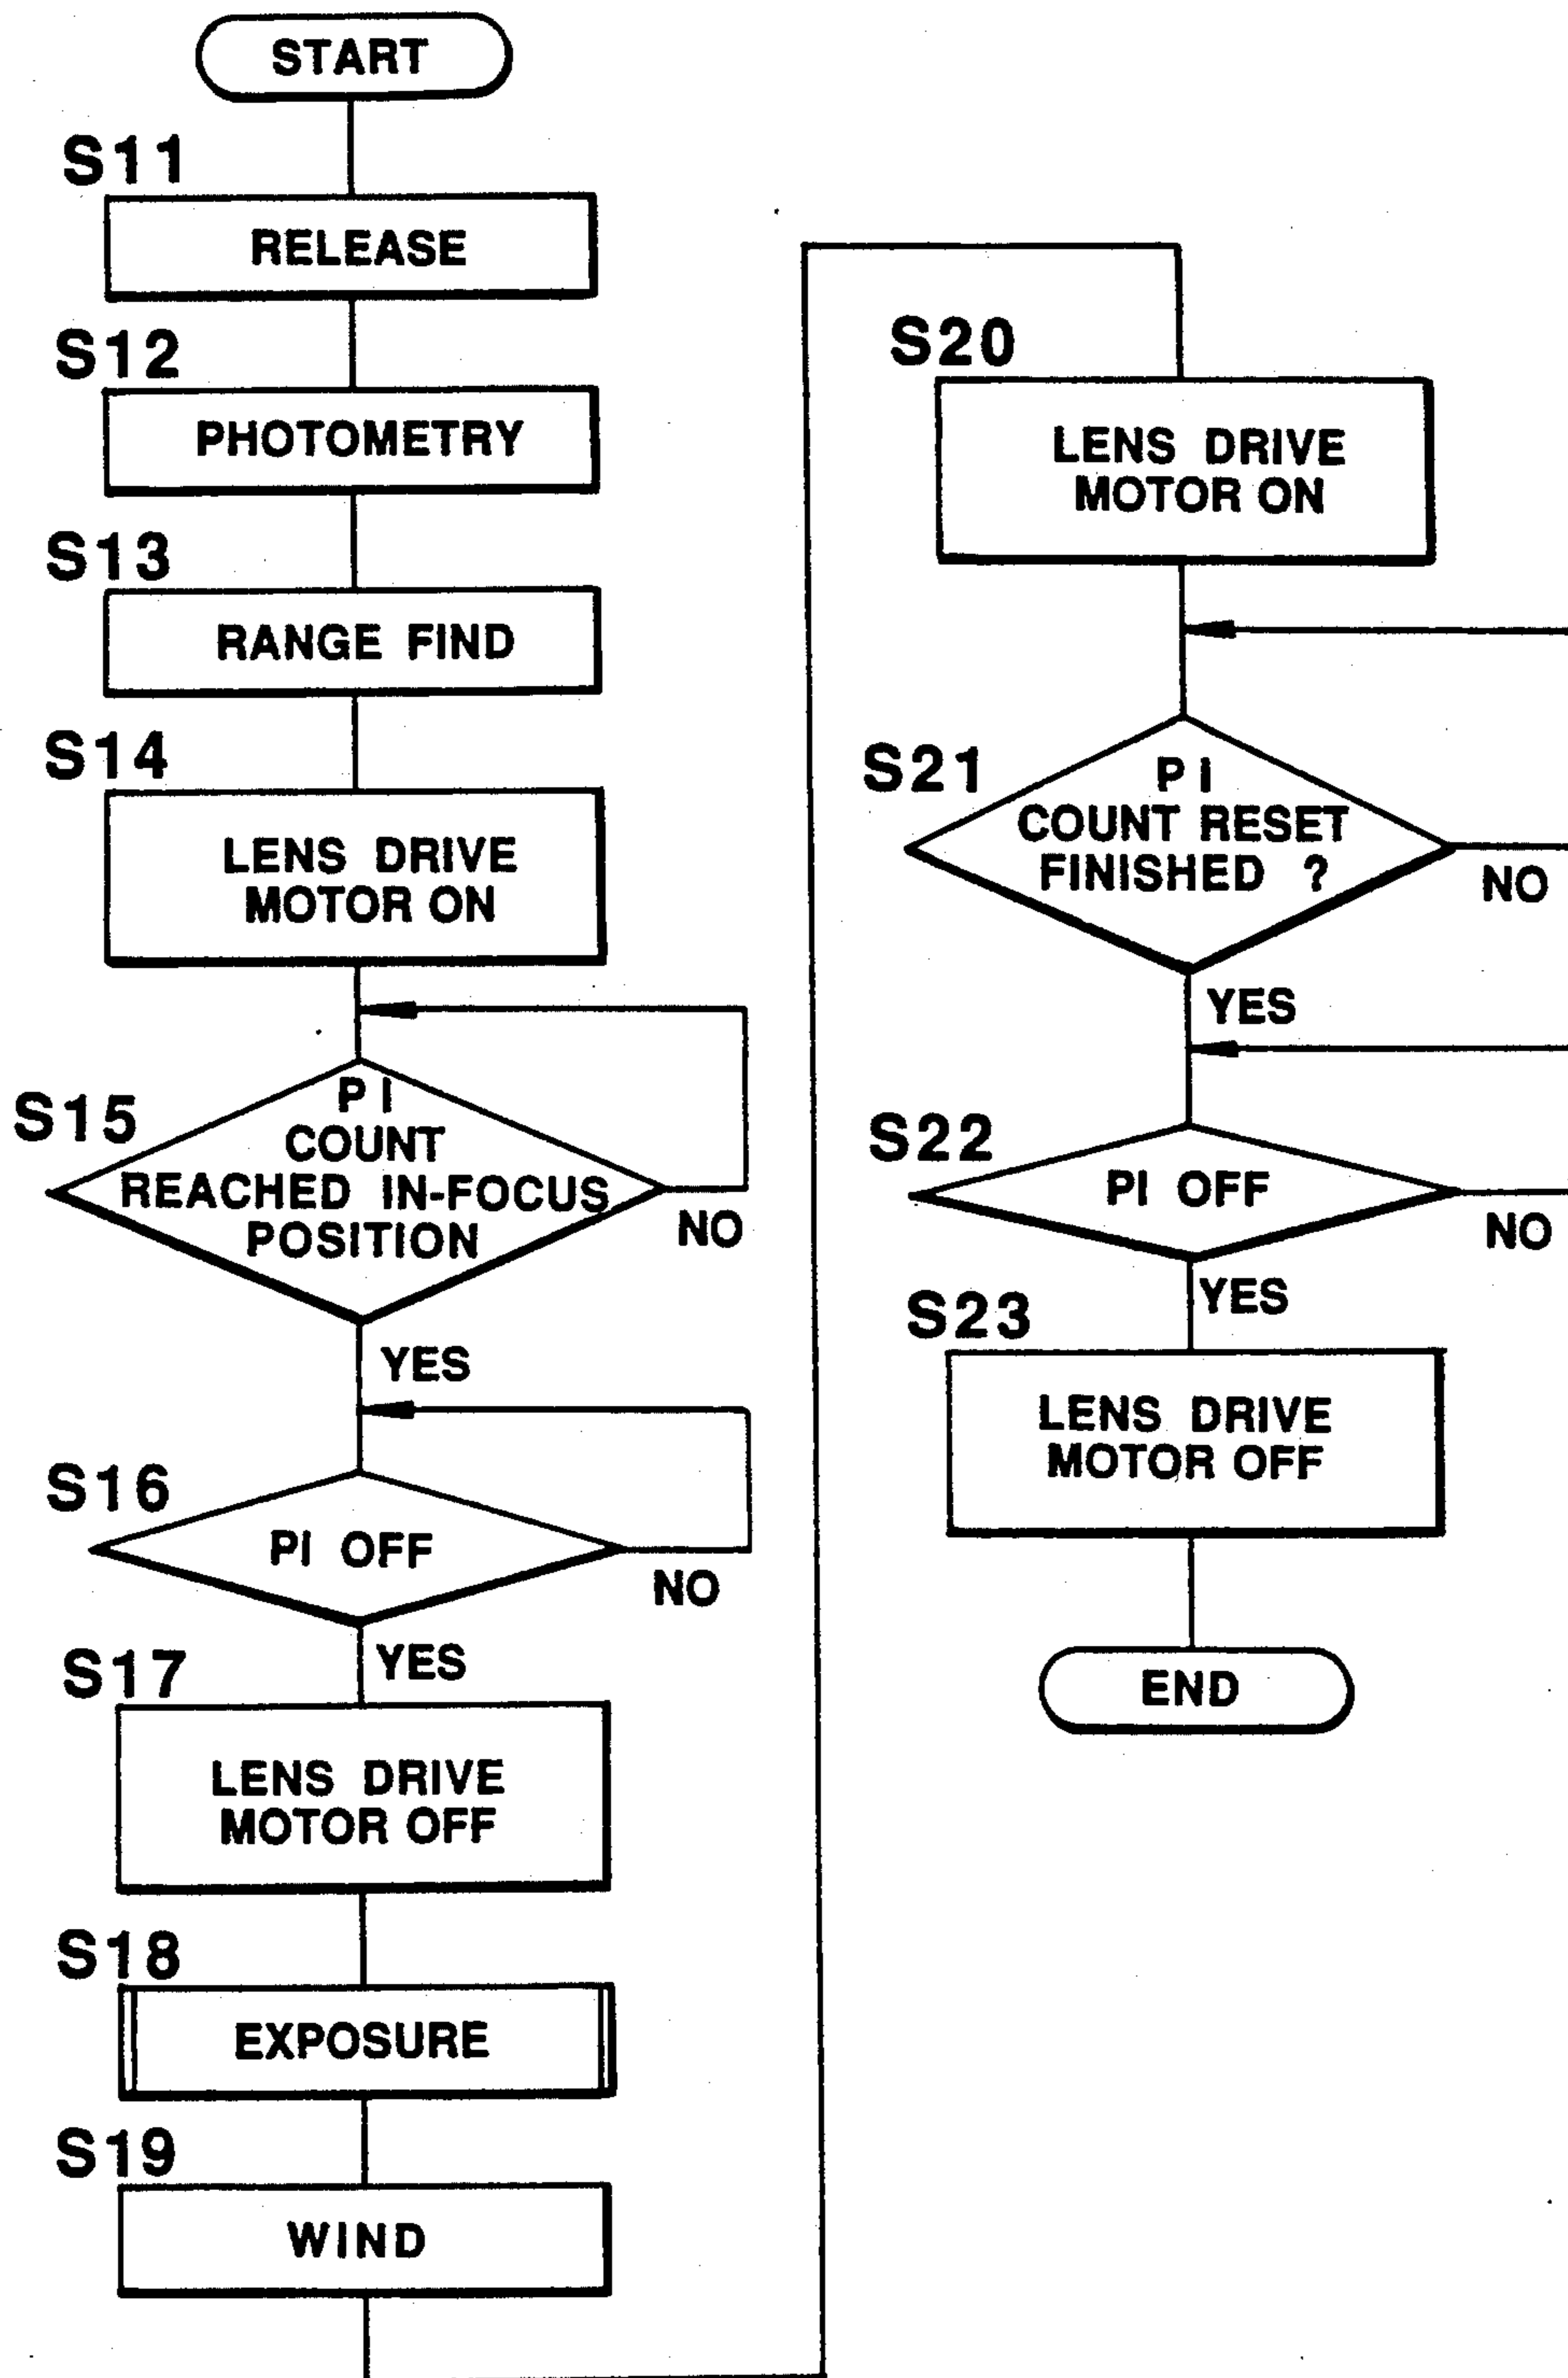 START
S11
RELEASE
S12
PHOTOMETRY
S13
RANGE FIND
S14
LENS DRIVE
MOTOR ON
S15
PI
COUNT
REACHED IN-FOCUS
POSITION
NO
YES
S16
PI OFF
NO
YES
S17
LENS DRIVE
MOTOR OFF
S18
EXPOSURE
S19
WIND
S20
LENS DRIVE
MOTOR ON
S21
PI
COUNT RESET
FINISHED ?
NO
YES
S22
PI OFF
NO
YES
S23
LENS DRIVE
MOTOR OFF
END